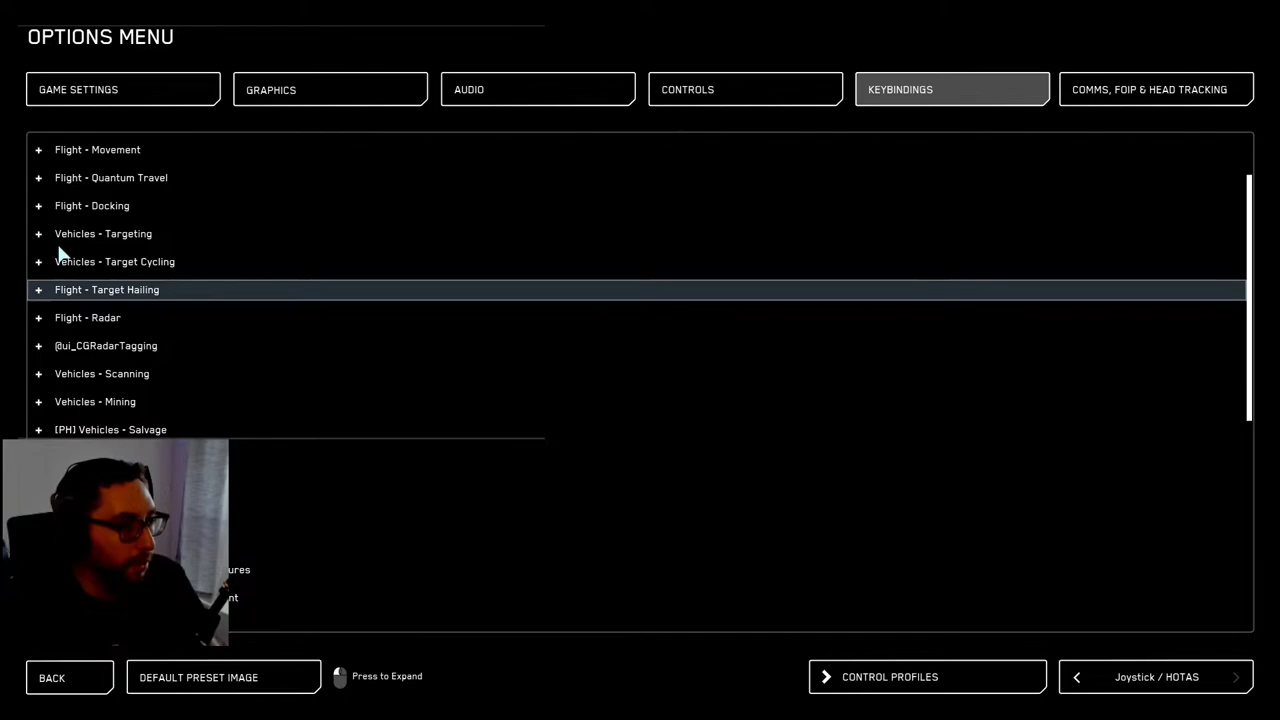 OPTIONS MENU
GAME SETTINGS
GRAPHICS
AUDIO
CONTROLS
KEYBINDINGS
COMMS, FOIP & HEAD TRACKING
+ Flight - Movement
+ Flight - Quantum Travel
+ Flight - Docking
+ Vehicles - Targeting
+ Vehicles - Target Cycling
+ Flight - Target Hailing
+ Flight - Radar
+ @ui_CGRadarTagging
+ Vehicles - Scanning
+ Vehicles - Mining
+ [PH] Vehicles - Salvage
ures
nt
BACK
DEFAULT PRESET IMAGE
Press to Expand
CONTROL PROFILES
Joystick / HOTAS